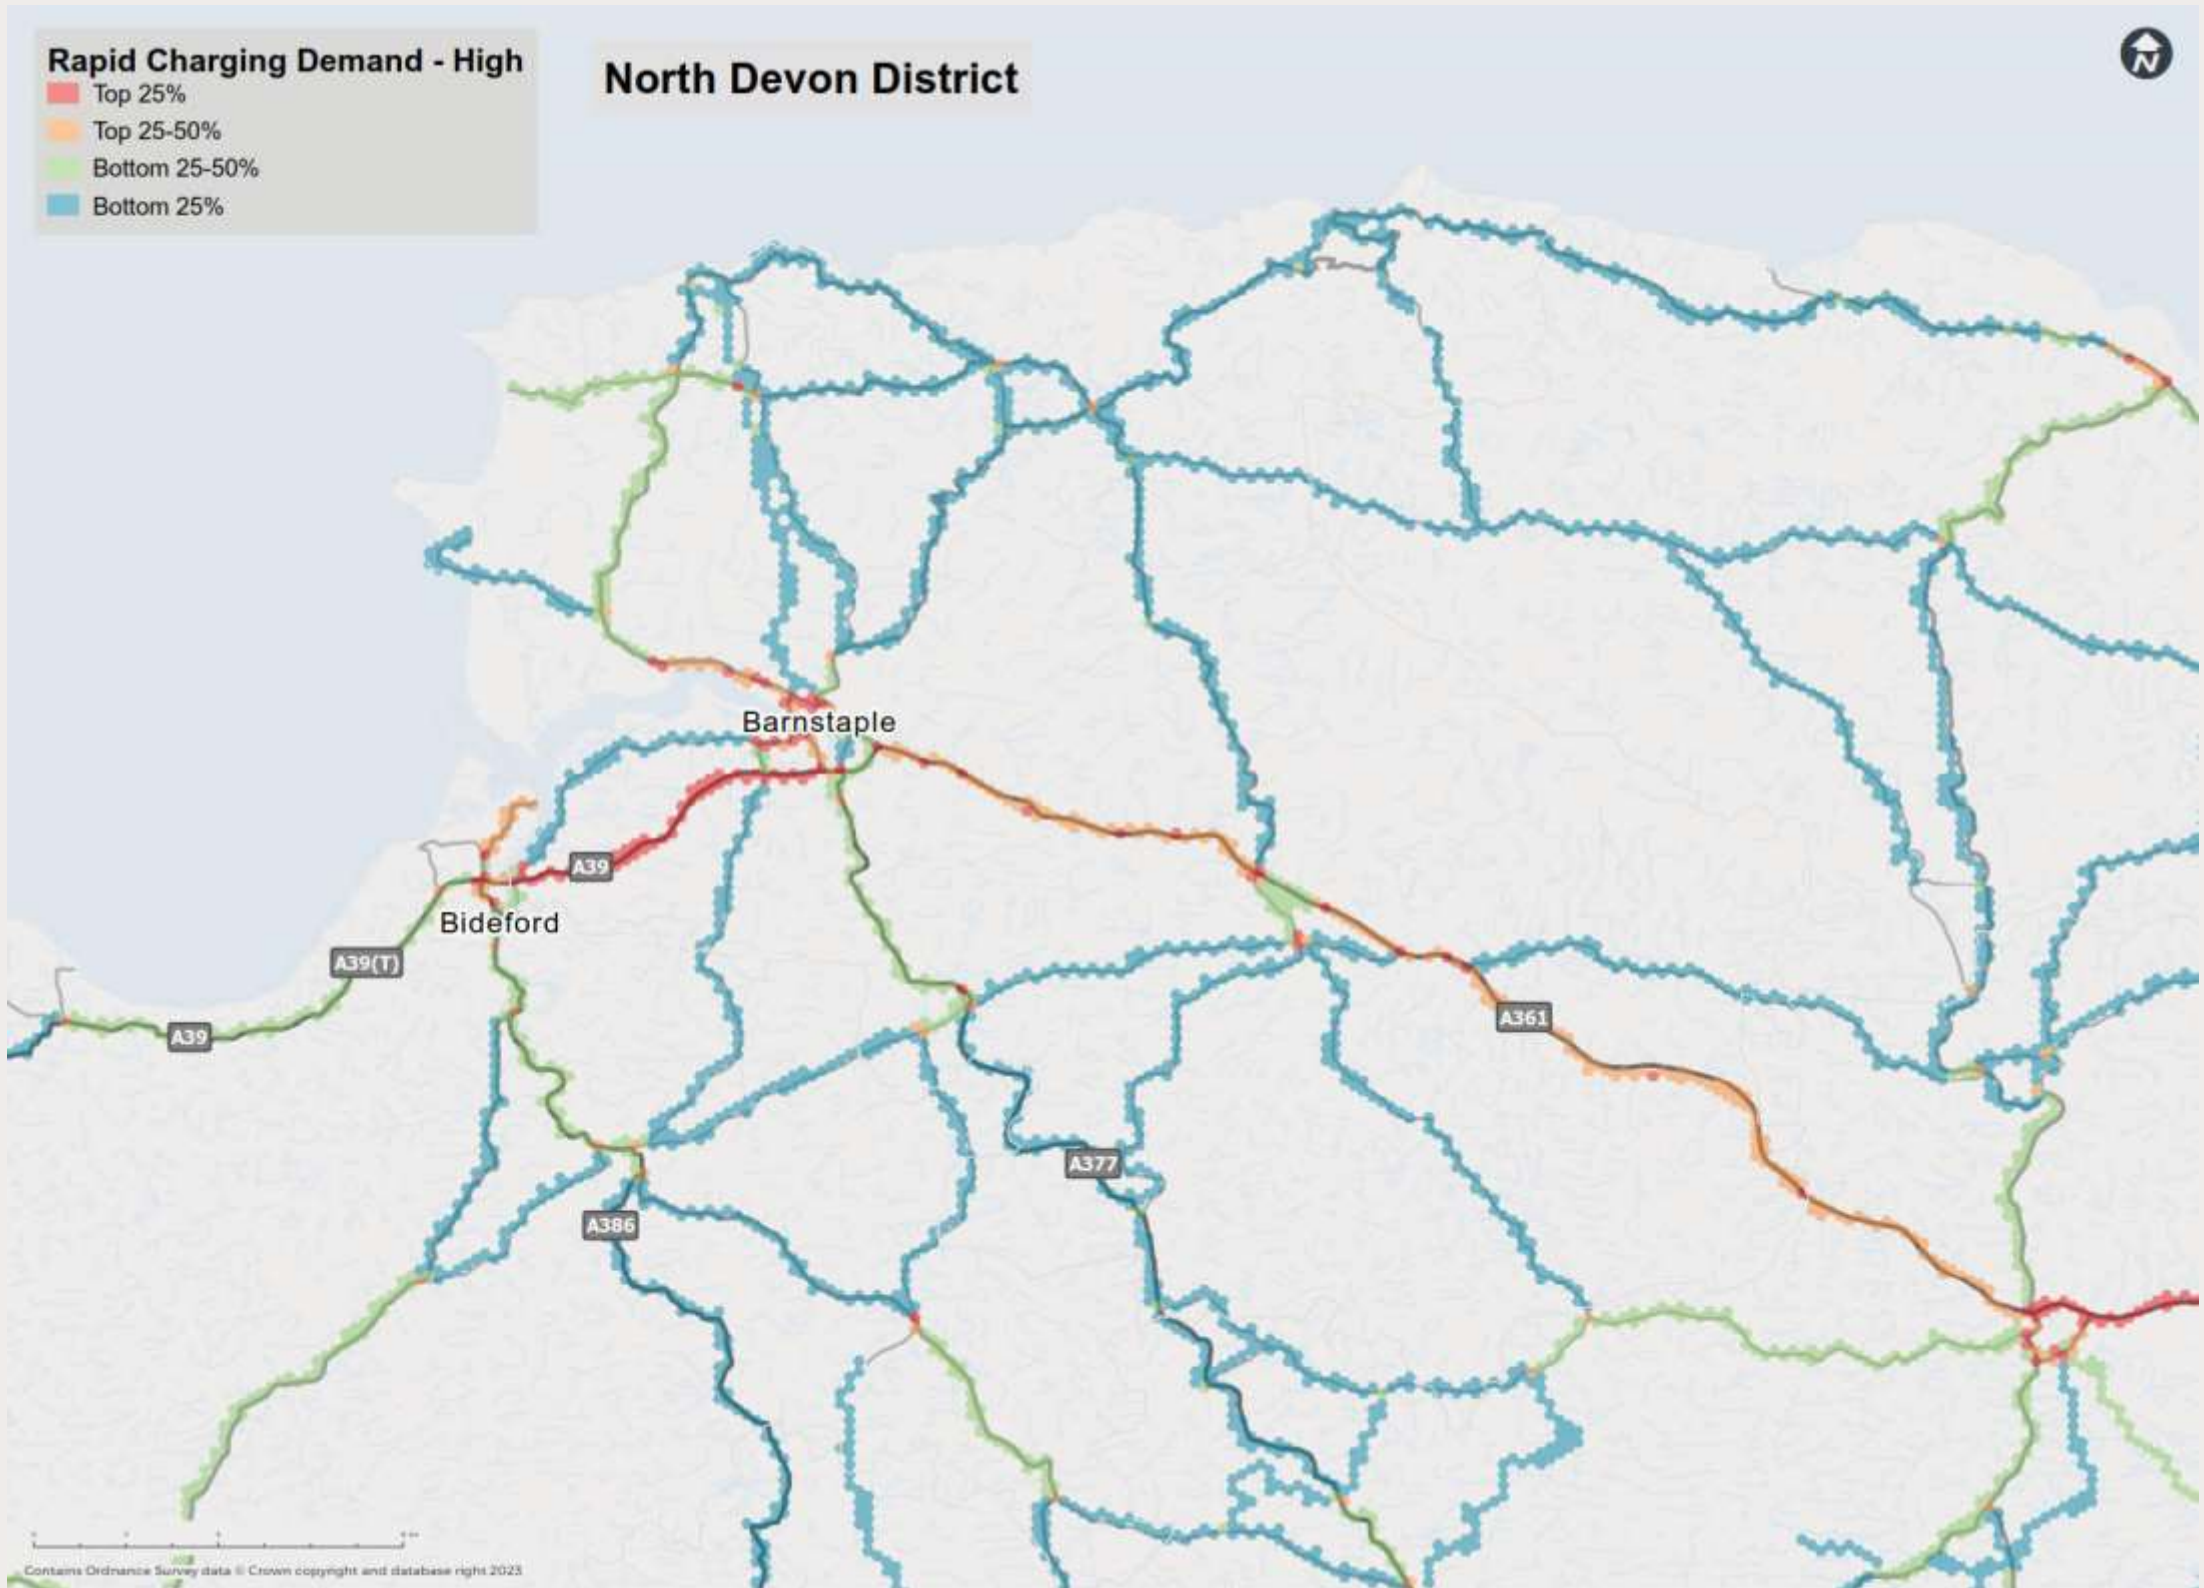 Rapid Charging Demand - High
Top 25%
Top 25-50%
Bottom 25-50%
Bottom 25%
North Devon District
N
Barnstaple
A39
Bideford
A39(T)
A39
A361
A377
A386
Contains Ordnance Survey data © Crown copyright and database right 2023